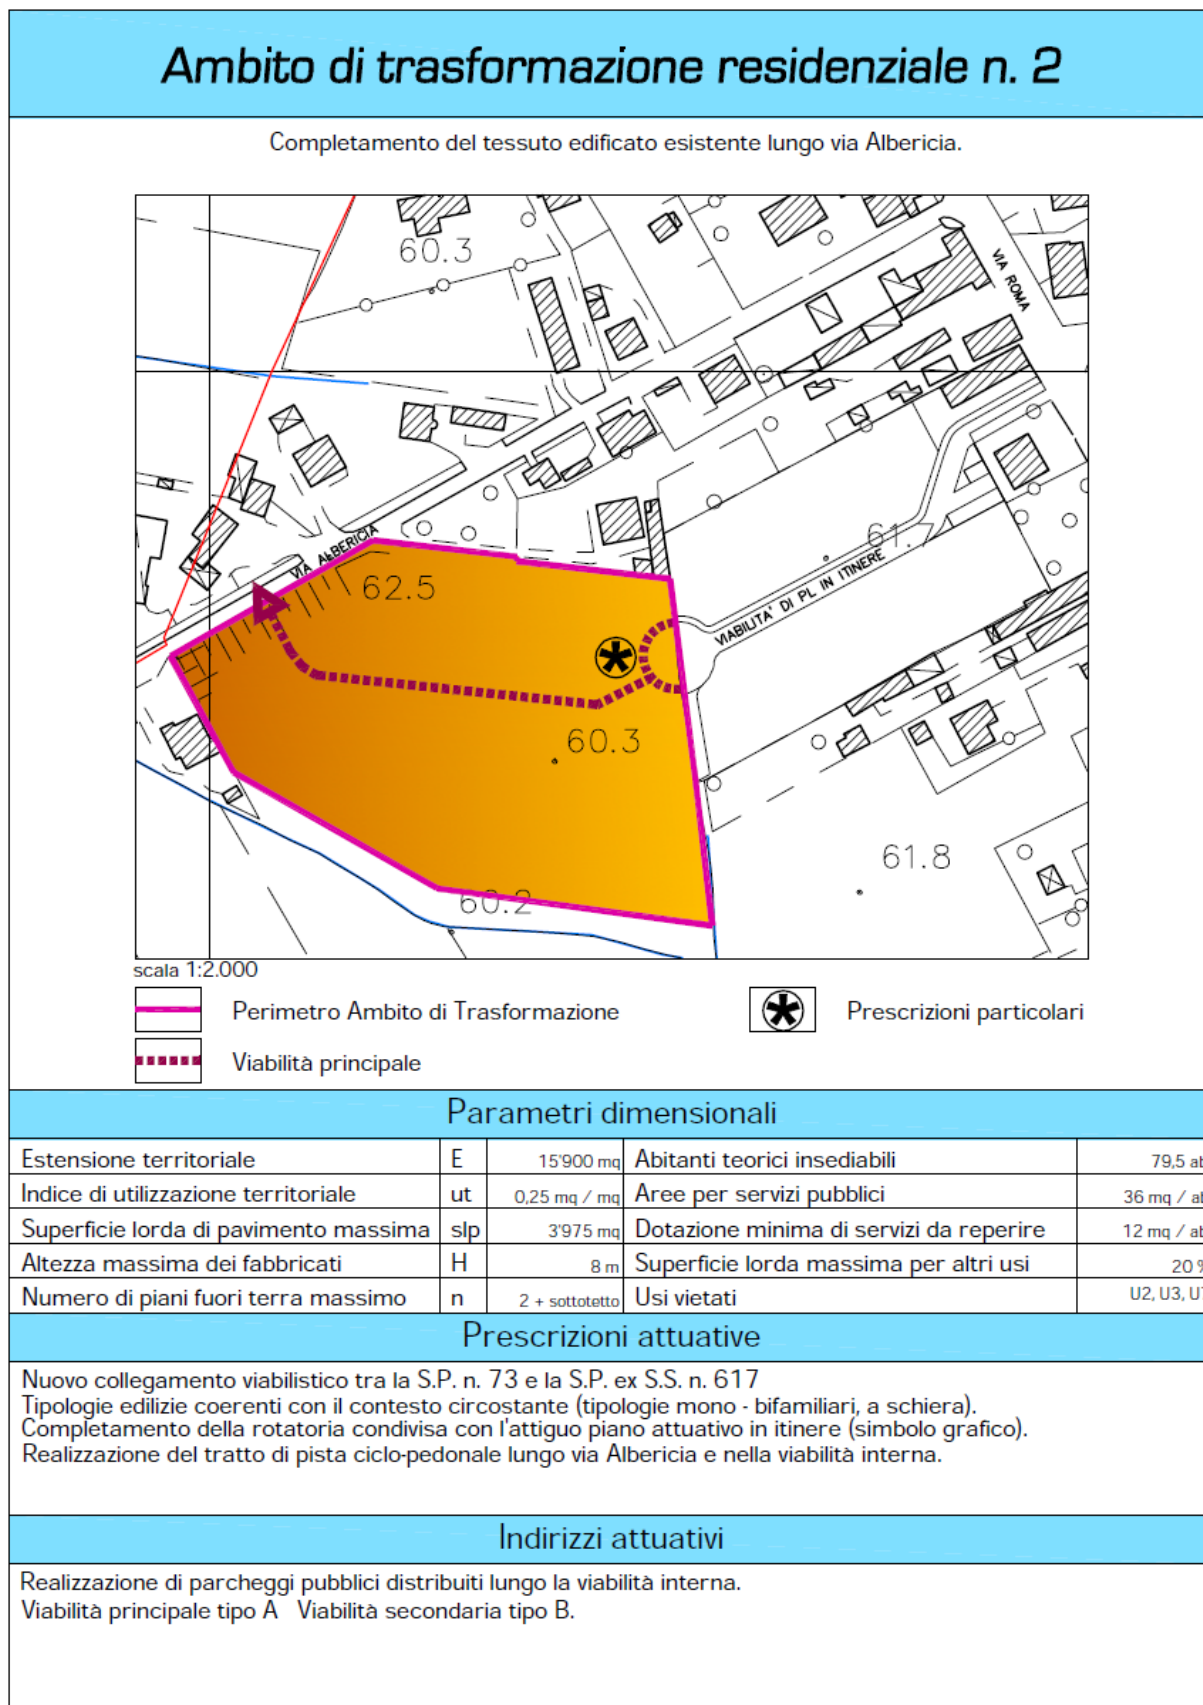 Ambito di trasformazione residenziale n. 2
Completamento del tessuto edificato esistente lungo via Albericia.
60.3
VIA ROMA
VIA ALBERICIA
62.5
61.
VIABILITA' DI PL IN ITINERE
60.3
61.8
60.2
scala 1:2.000
Perimetro Ambito di Trasformazione
Prescrizioni particolari
Viabilità principale
Parametri dimensionali
Estensione territoriale E 15'900 mq Abitanti teorici insediabili 79,5 ab
Indice di utilizzazione territoriale ut 0,25 mq / mq Aree per servizi pubblici 36 mq / ab
Superficie lorda di pavimento massima slp 3'975 mq Dotazione minima di servizi da reperire 12 mq / ab
Altezza massima dei fabbricati H 8 m Superficie lorda massima per altri usi 20 %
Numero di piani fuori terra massimo n 2 + sottotetto Usi vietati U2, U3,
Prescrizioni attuative
Nuovo collegamento viabilistico tra la S.P. n. 73 e la S.P. ex S.S. n. 617
Tipologie edilizie coerenti con il contesto circostante (tipologie mono - bifamiliari, a schiera).
Completamento della rotatoria condivisa con l'attiguo piano attuativo in itinere (simbolo grafico).
Realizzazione del tratto di pista ciclo-pedonale lungo via Albericia e nella viabilità interna.
Indirizzi attuativi
Realizzazione di parcheggi pubblici distribuiti lungo la viabilità interna.
Viabilità principale tipo A Viabilità secondaria tipo B.